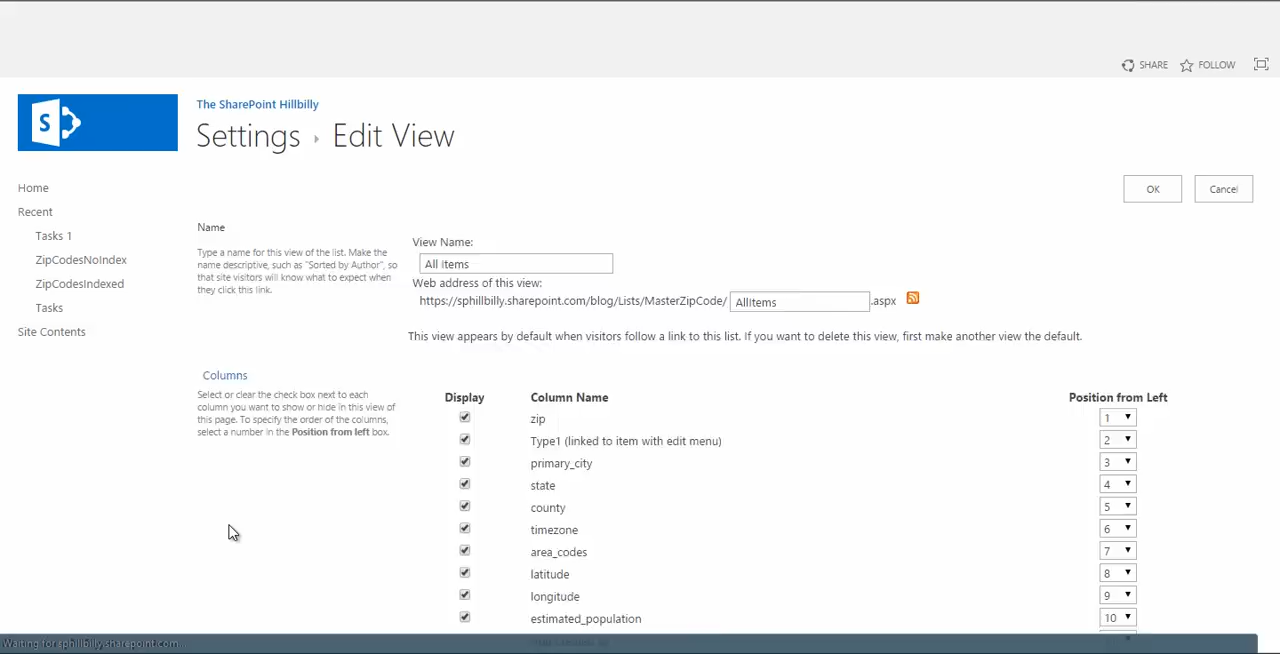 SHARE FOLLOW
S
The SharePoint Hillbilly
Settings ▸ Edit View
Home
Recent
Tasks 1
ZipCodesNoIndex
ZipCodesIndexed
Tasks
Site Contents
OK Cancel
Name
Type a name for this view of the list. Make the
name descriptive, such as "Sorted by Author", so
that site visitors will know what to expect when
they click this link.
View Name:
All Items
Web address of this view:
https://sphillbilly.sharepoint.com/blog/Lists/MasterZipCode/ AllItems .aspx
This view appears by default when visitors follow a link to this list. If you want to delete this view, first make another view the default.
Columns
Select or clear the check box next to each
column you want to show or hide in this view of
this page. To specify the order of the columns,
select a number in the Position from left box.
Display Column Name Position from Left
zip 1
Type1 (linked to item with edit menu) 2
primary_city 3
state 4
county 5
timezone 6
area_codes 7
latitude 8
longitude 9
estimated_population 10
Waiting for sphillbilly.sharepoint.com...